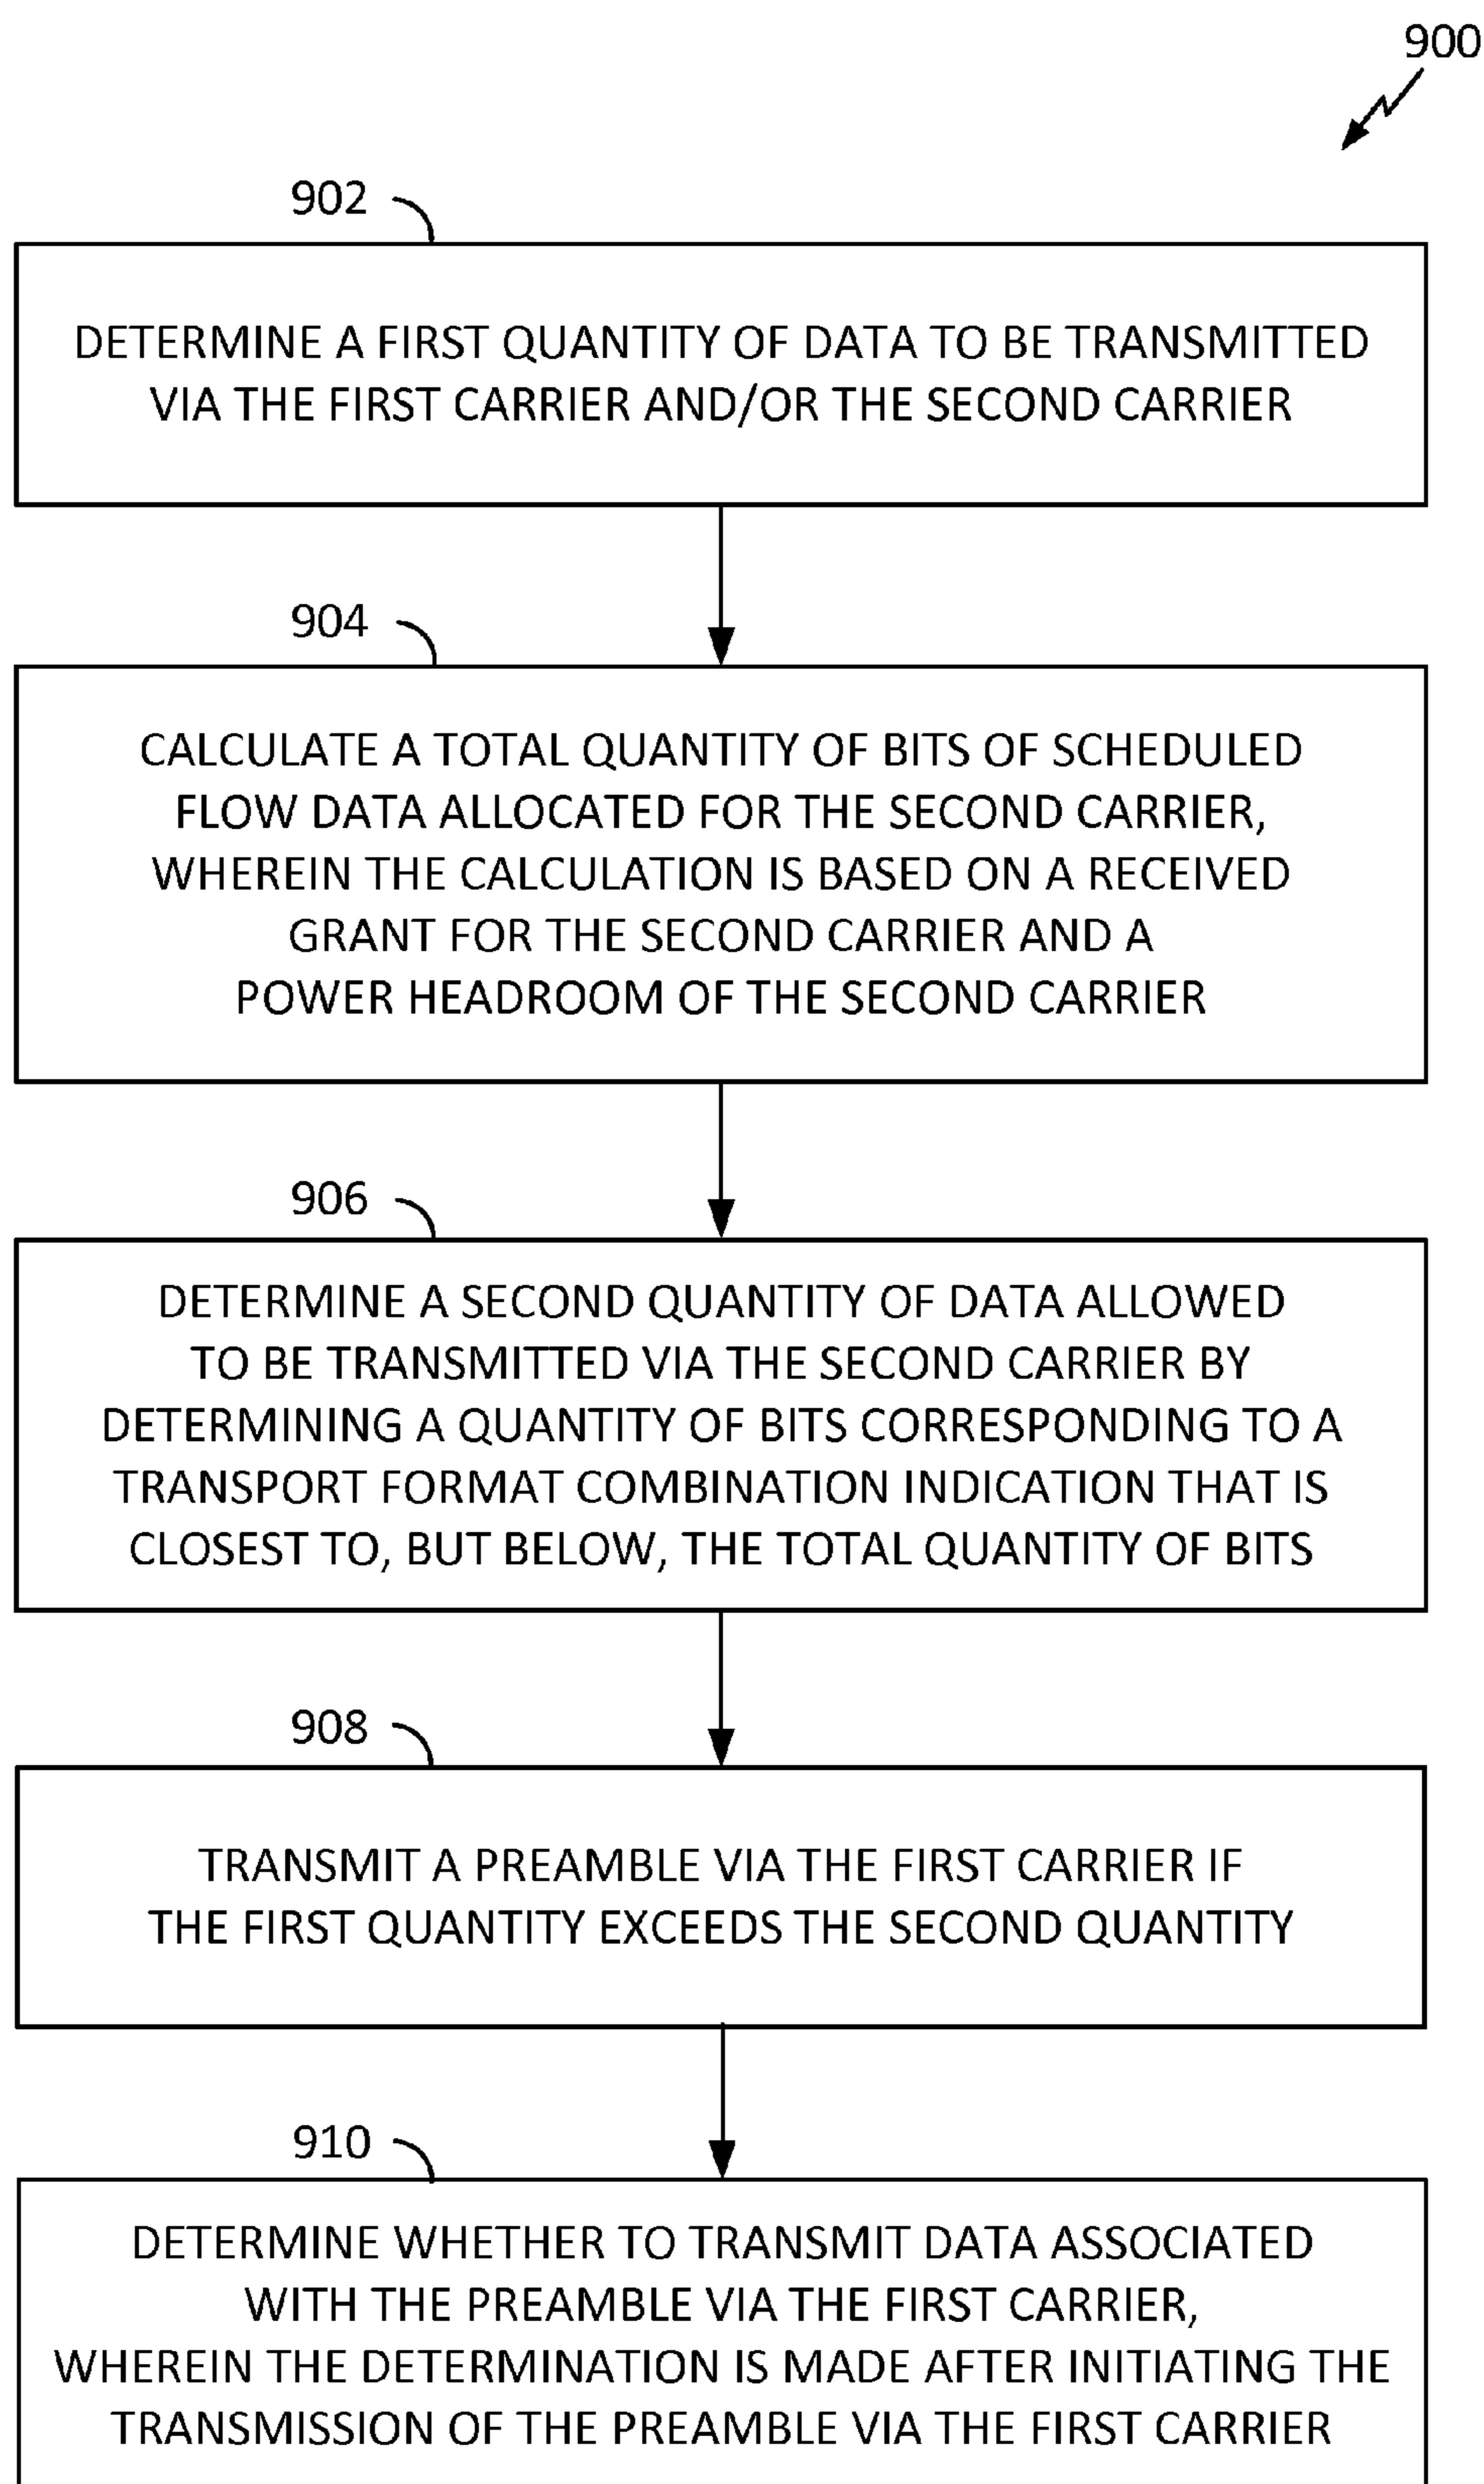 900
902
DETERMINE A FIRST QUANTITY OF DATA TO BE TRANSMITTED
VIA THE FIRST CARRIER AND/OR THE SECOND CARRIER
904
CALCULATE A TOTAL QUANTITY OF BITS OF SCHEDULED
FLOW DATA ALLOCATED FOR THE SECOND CARRIER,
WHEREIN THE CALCULATION IS BASED ON A RECEIVED
GRANT FOR THE SECOND CARRIER AND A
POWER HEADROOM OF THE SECOND CARRIER
906
DETERMINE A SECOND QUANTITY OF DATA ALLOWED
TO BE TRANSMITTED VIA THE SECOND CARRIER BY
DETERMINING A QUANTITY OF BITS CORRESPONDING TO A
TRANSPORT FORMAT COMBINATION INDICATION THAT IS
CLOSEST TO, BUT BELOW, THE TOTAL QUANTITY OF BITS
908
TRANSMIT A PREAMBLE VIA THE FIRST CARRIER IF
THE FIRST QUANTITY EXCEEDS THE SECOND QUANTITY
910
DETERMINE WHETHER TO TRANSMIT DATA ASSOCIATED
WITH THE PREAMBLE VIA THE FIRST CARRIER,
WHEREIN THE DETERMINATION IS MADE AFTER INITIATING THE
TRANSMISSION OF THE PREAMBLE VIA THE FIRST CARRIER